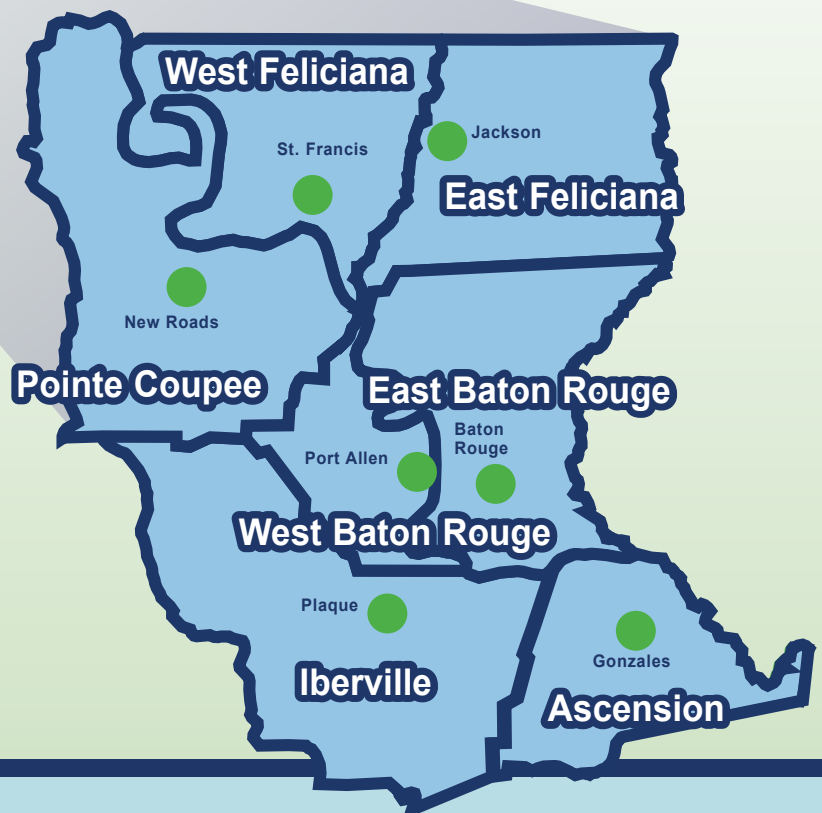 West Feliciana
Jackson
St. Francis
East Feliciana
New Roads
Pointe Coupee
East Baton Rouge
Baton
Rouge
Port Allen
West Baton Rouge
Plaque
Gonzales
Iberville
Ascension